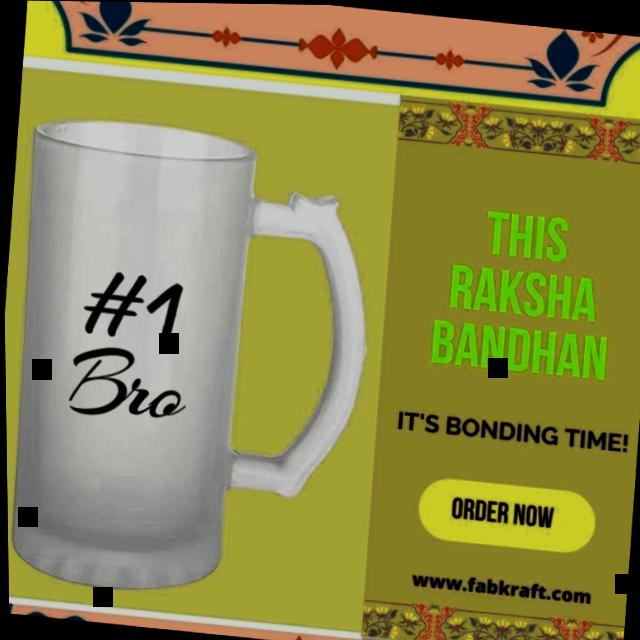 #1
Bro
THIS
RAKSHA
BANDHAN
IT'S BONDING TIME!
ORDER NOW
www.fabkraft.com